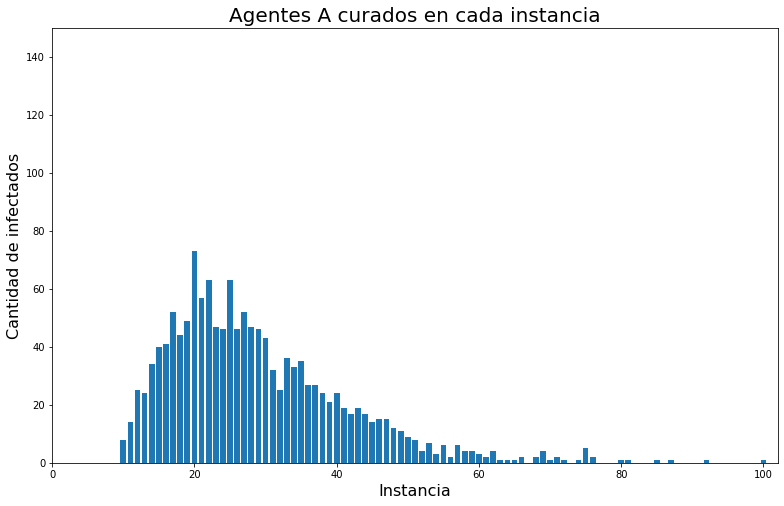 Agentes A curados en cada instancia
Cantidad de infectados
140
120
100
80
60
40
20
0
0 20 40 60 80 100
Instancia